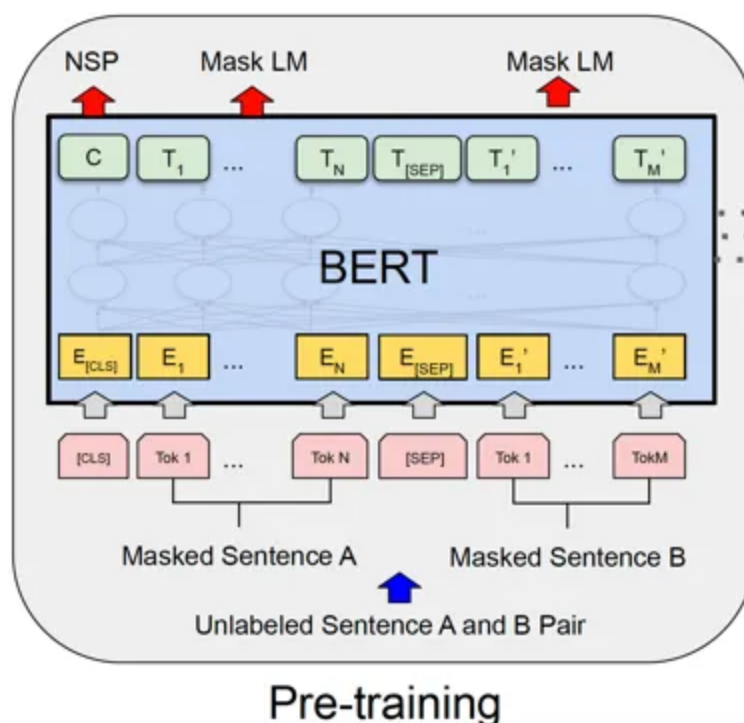 NSP Mask LM Mask LM
C T1 ... TN T[SEP] T1' ... TM'
...
BERT
...
E[CLS] E1 ... EN E[SEP] E1' ... EM'
[CLS] Tok 1 ... Tok N [SEP] Tok 1 ... TokM
Masked Sentence A Masked Sentence B
Unlabeled Sentence A and B Pair
Pre-training